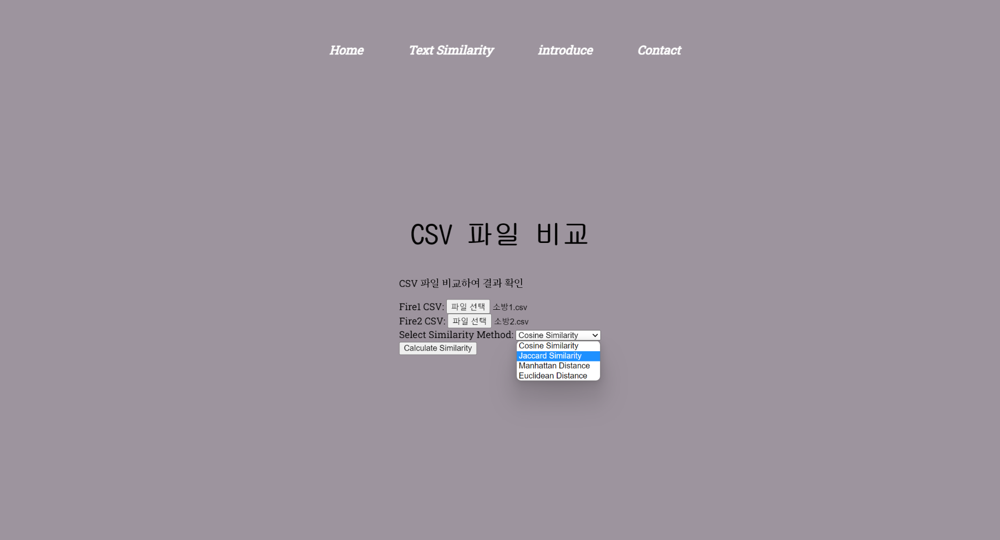 Home Text Similarity introduce Contact
CSV 파일 비교
CSV 파일 비교하여 결과 확인
Fire1 CSV: 파일 선택 소방1.csv
Fire2 CSV: 파일 선택 소방2.csv
Select Similarity Method: Cosine Similarity
Calculate Similarity
Cosine Similarity
Jaccard Similarity
Manhattan Distance
Euclidean Distance